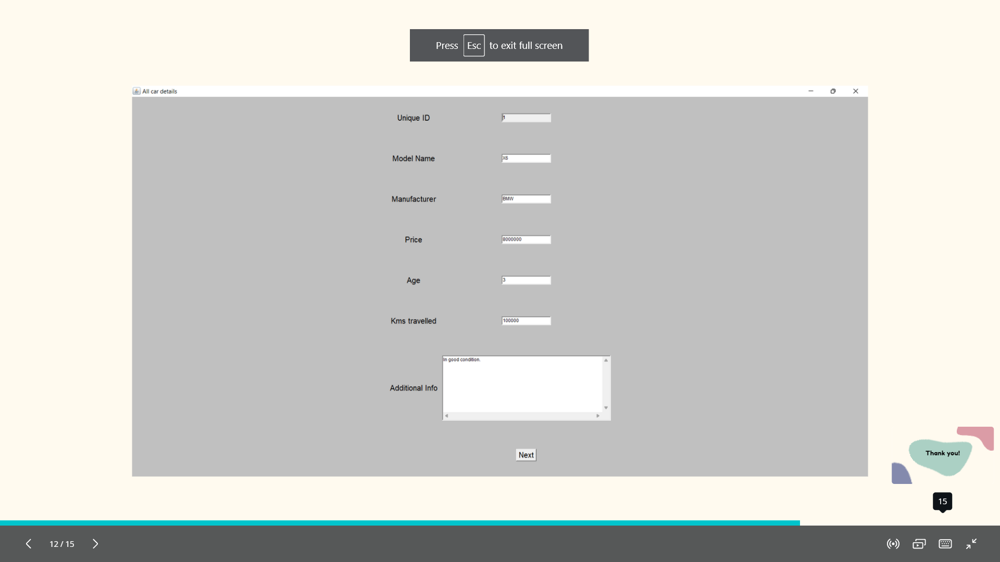 Press Esc to exit full screen
All car details
Unique ID 1
Model Name X6
Manufacturer BMW
Price 8000000
Age 3
Kms travelled 100000
In good condition.
Additional Info
Next
Thank you!
15
12 / 15